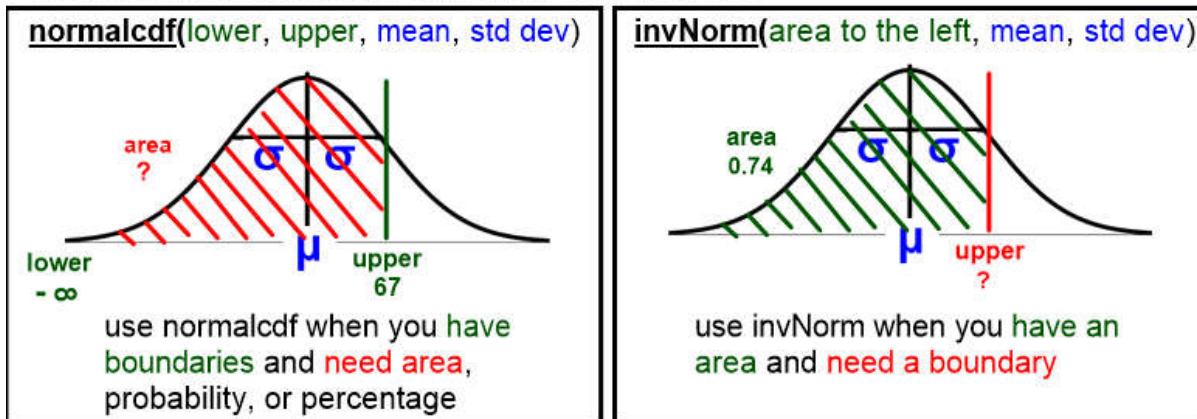 normalcdf(lower, upper, mean, std dev)
area
?
σ σ
μ
lower
- ∞
upper
67
use normalcdf when you have
boundaries and need area,
probability, or percentage
invNorm(area to the left, mean, std dev)
area
0.74
σ σ
μ
upper
?
use invNorm when you have an
area and need a boundary